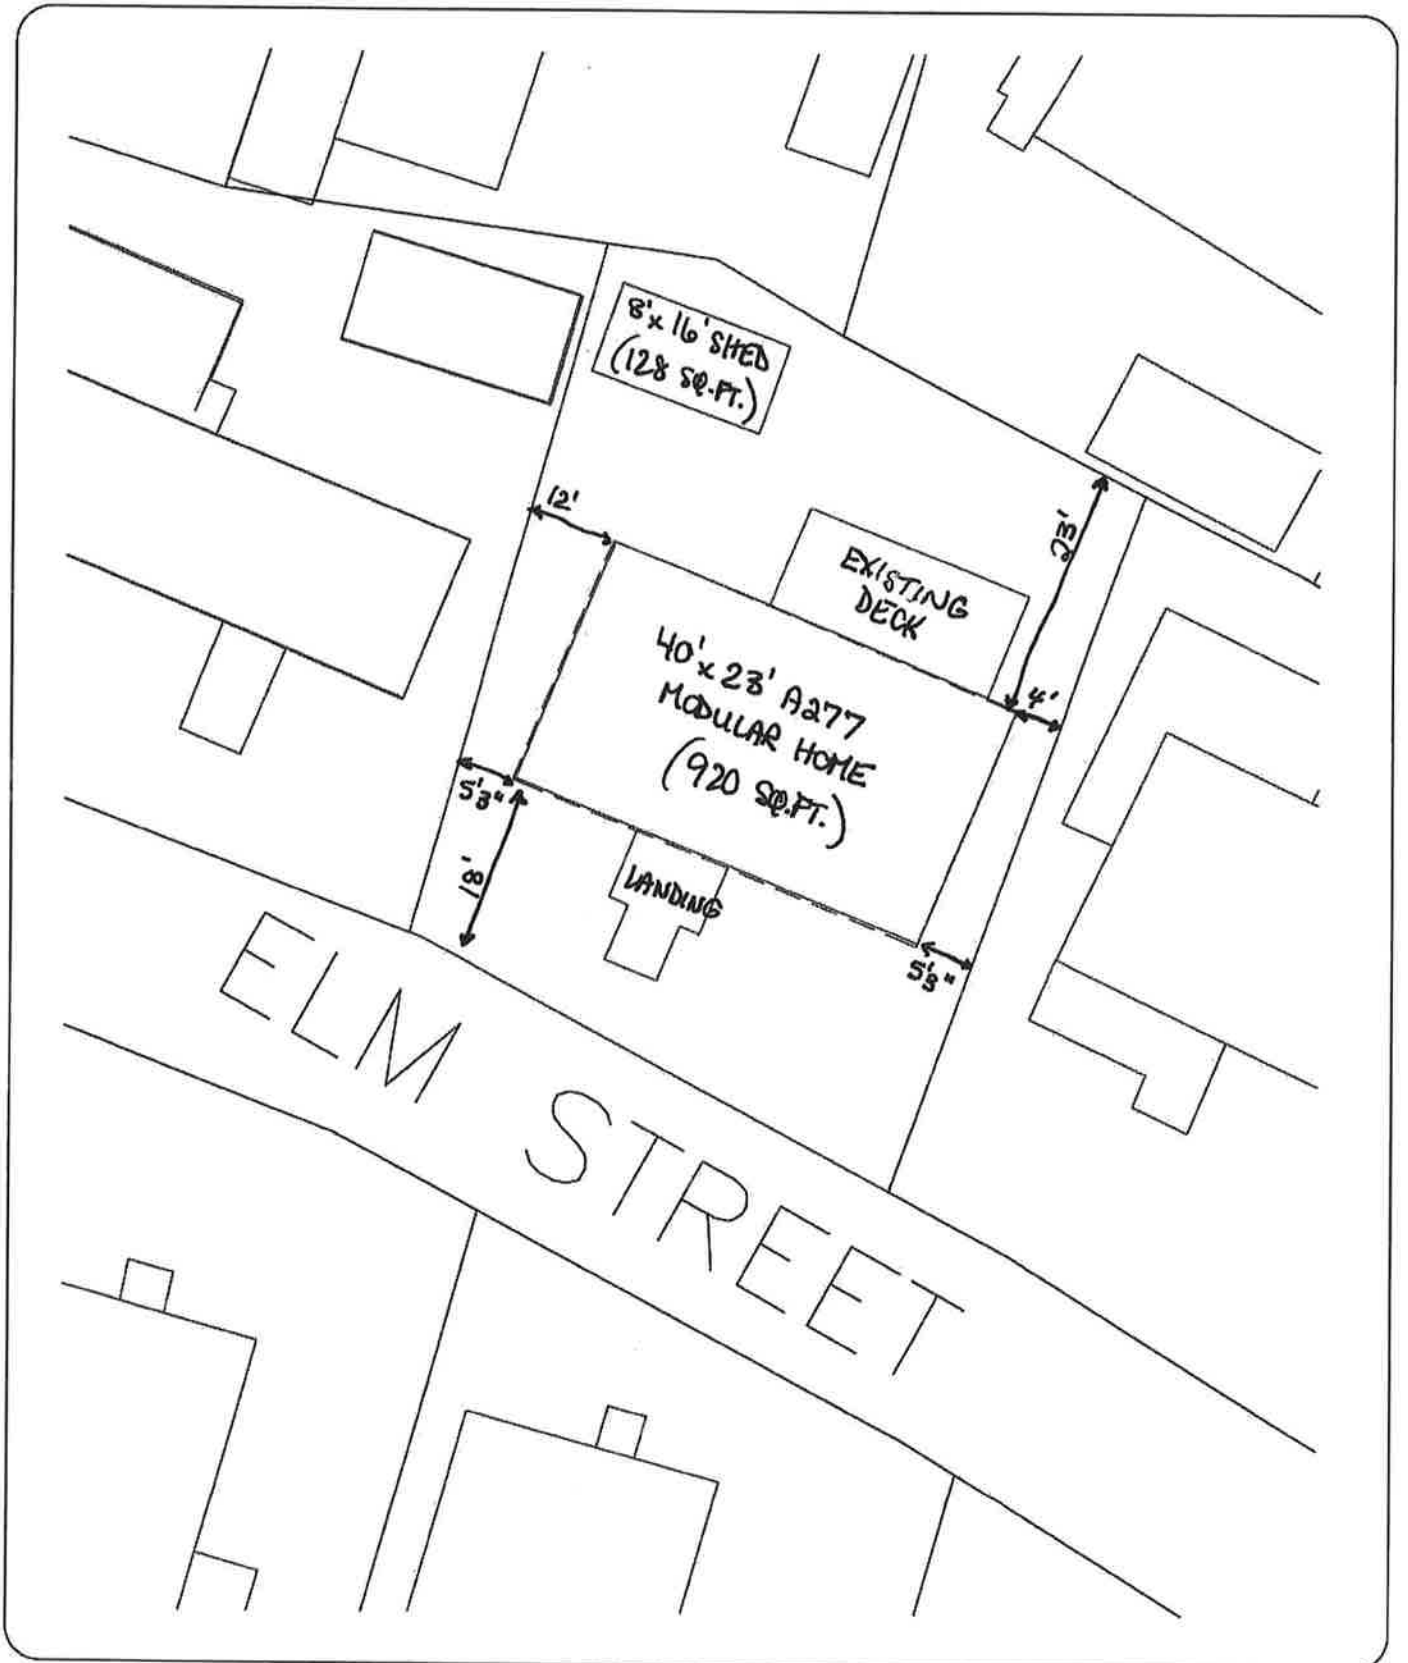 8'x 16' SHED
(128 SQ.FT.)
12'
23'
EXISTING
DECK
40'x 23' A277
MODULAR HOME
(920 SQ.FT.)
4'
5'3"
18'
LANDING
5'3"
ELM STREET